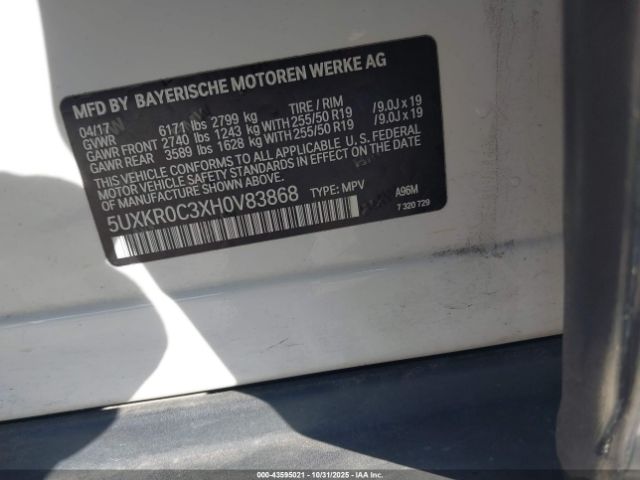 MFD BY BAYERISCHE MOTOREN WERKE AG
04/17 6171 lbs 2799 kg TIRE / RIM
GVWR
GAWR FRONT 2740 lbs 1243 kg WITH 255/50 R19 /9.0J x 19
GAWR REAR 3589 lbs 1628 kg WITH 255/50 R19 /9.0J x 19
THIS VEHICLE CONFORMS TO ALL APPLICABLE U.S. FEDERAL
MOTOR VEHICLE SAFETY STANDARDS IN EFFECT ON THE DATE
OF MANUFACTURE SHOWN ABOVE.
5UXKR0C3XH0V83868 TYPE: MPV A96M
7 320 729
000-43595021 - 10/31/2025 - IAAI.COM